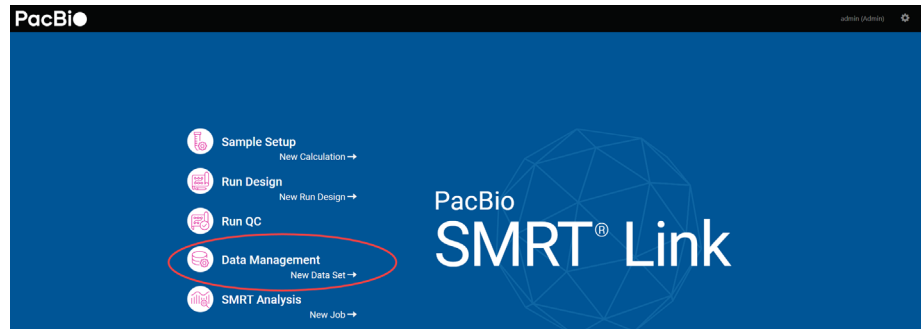 PacBio
admin (Admin)
Sample Setup
New Calculation →
Run Design
New Run Design →
Run QC
Data Management
New Data Set →
SMRT Analysis
New Job →
PacBio
SMRT® Link